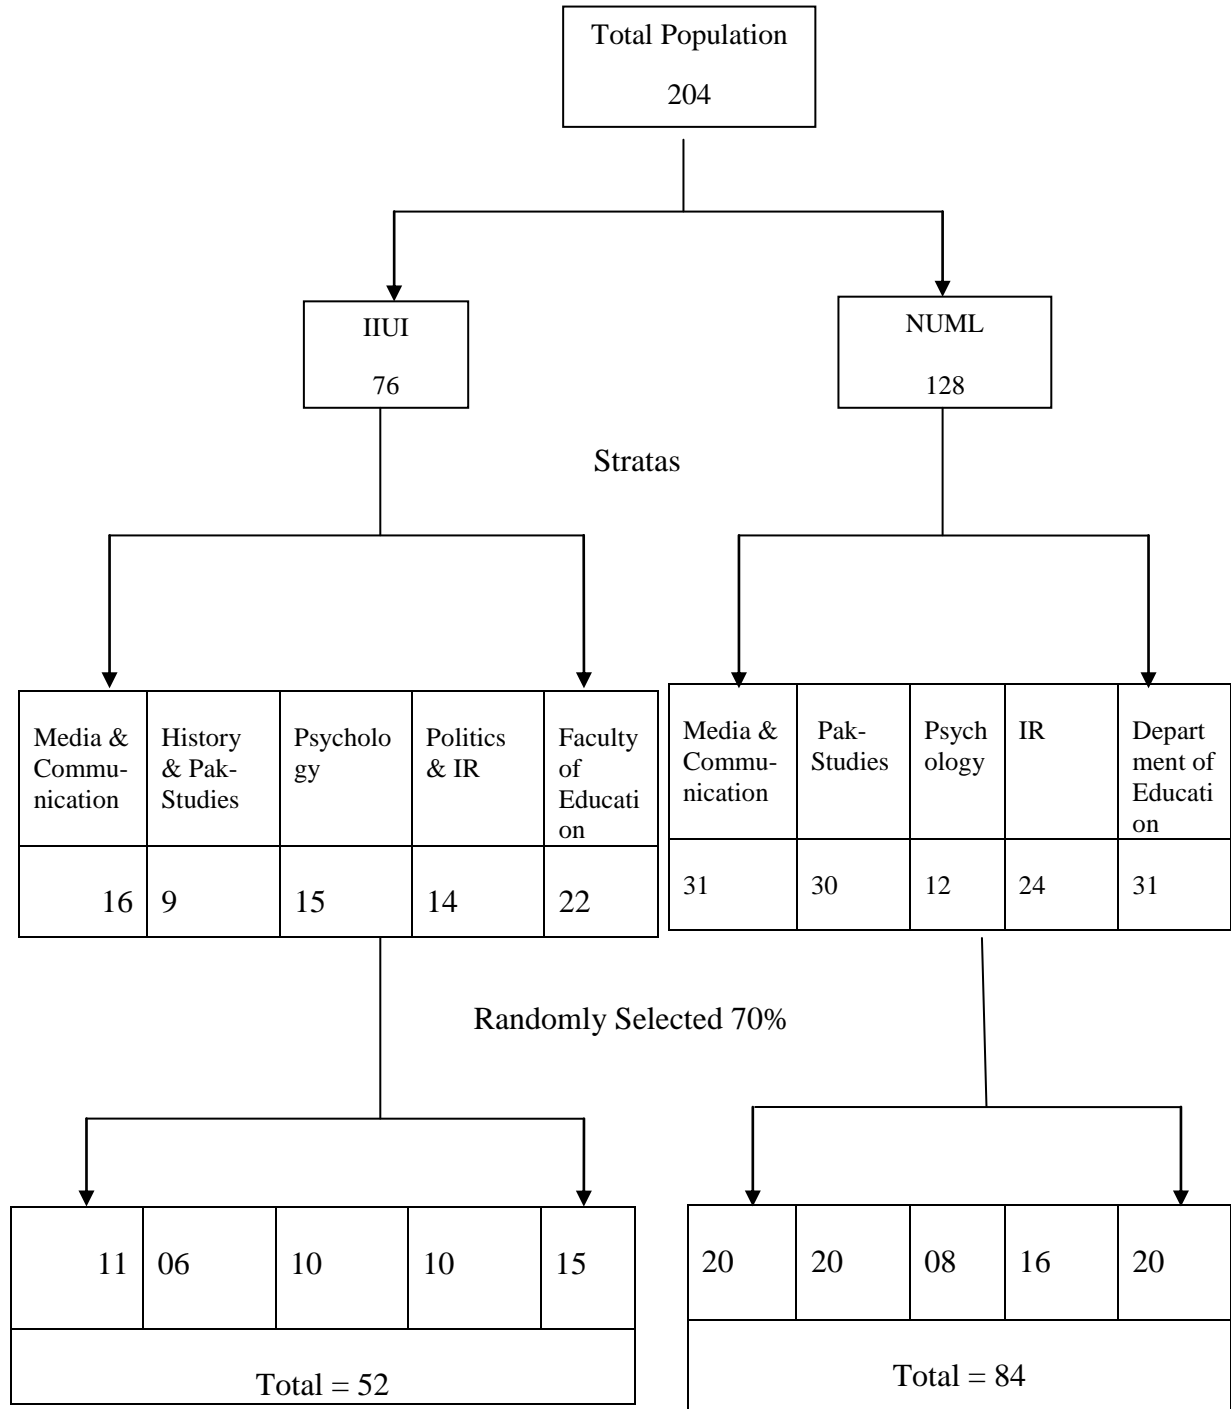 Total Population
204
IIUI
76
NUML
128
Stratas
Media &
Commu-
nication
History
& Pak-
Studies
Psycholo
gy
Politics
& IR
Faculty
of
Educati
on
16
9
15
14
22
Media &
Commu-
nication
Pak-
Studies
Psych
ology
IR
Depart
ment of
Educati
on
31
30
12
24
31
Randomly Selected 70%
11
06
10
10
15
Total = 52
20
20
08
16
20
Total = 84